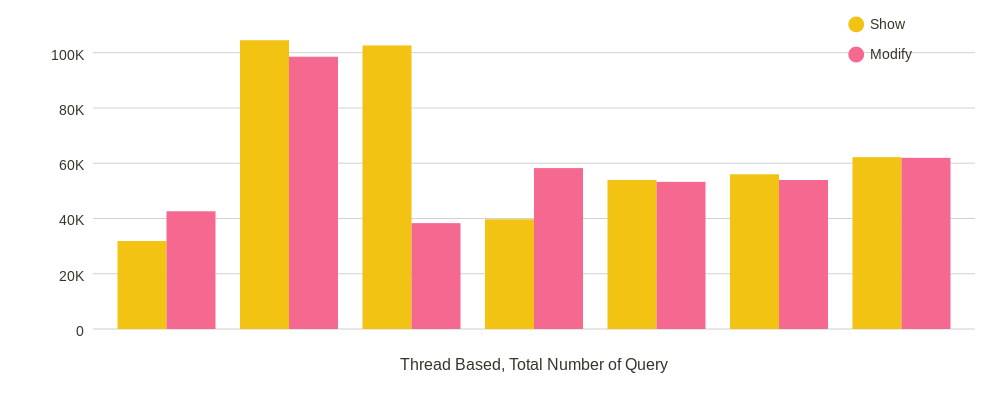 Show
Modify
100K
80K
60K
40K
20K
0
Thread Based, Total Number of Query